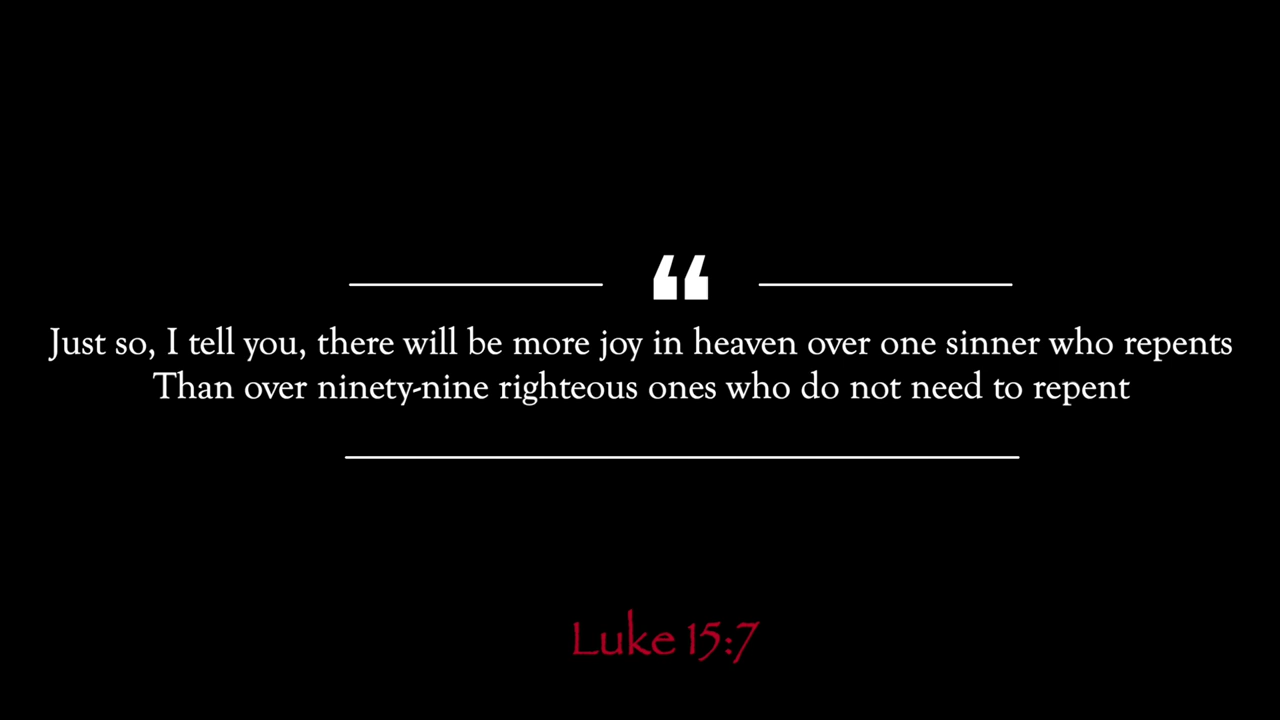 “
Just so, I tell you, there will be more joy in heaven over one sinner who repents
Than over ninety-nine righteous ones who do not need to repent
Luke 15:7